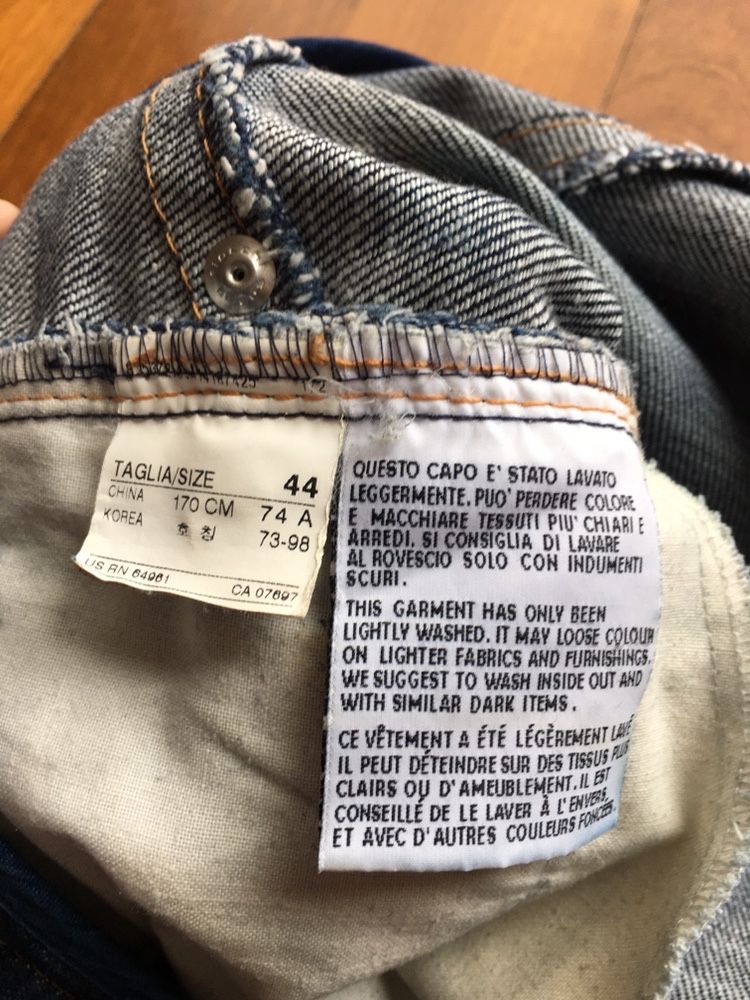 TAGLIA/SIZE 44
CHINA 170 CM 74 A
KOREA 호 칭 73-98
US RN 64961 CA 07697
QUESTO CAPO E' STATO LAVATO
LEGGERMENTE. PUO' PERDERE COLORE
E MACCHIARE TESSUTI PIU' CHIARI E
ARREDI. SI CONSIGLIA DI LAVARE
AL ROVESCIO SOLO CON INDUMENTI
SCURI.
THIS GARMENT HAS ONLY BEEN
LIGHTLY WASHED. IT MAY LOOSE COLOUR
ON LIGHTER FABRICS AND FURNISHINGS.
WE SUGGEST TO WASH INSIDE OUT AND
WITH SIMILAR DARK ITEMS.
CE VÊTEMENT A ÉTÉ LÉGÈREMENT LAVÉ
IL PEUT DÉTEINDRE SUR DES TISSUS PLUS
CLAIRS OU D'AMEUBLEMENT. IL EST
CONSEILLÉ DE LE LAVER À L'ENVERS,
ET AVEC D'AUTRES COULEURS FONCÉES.